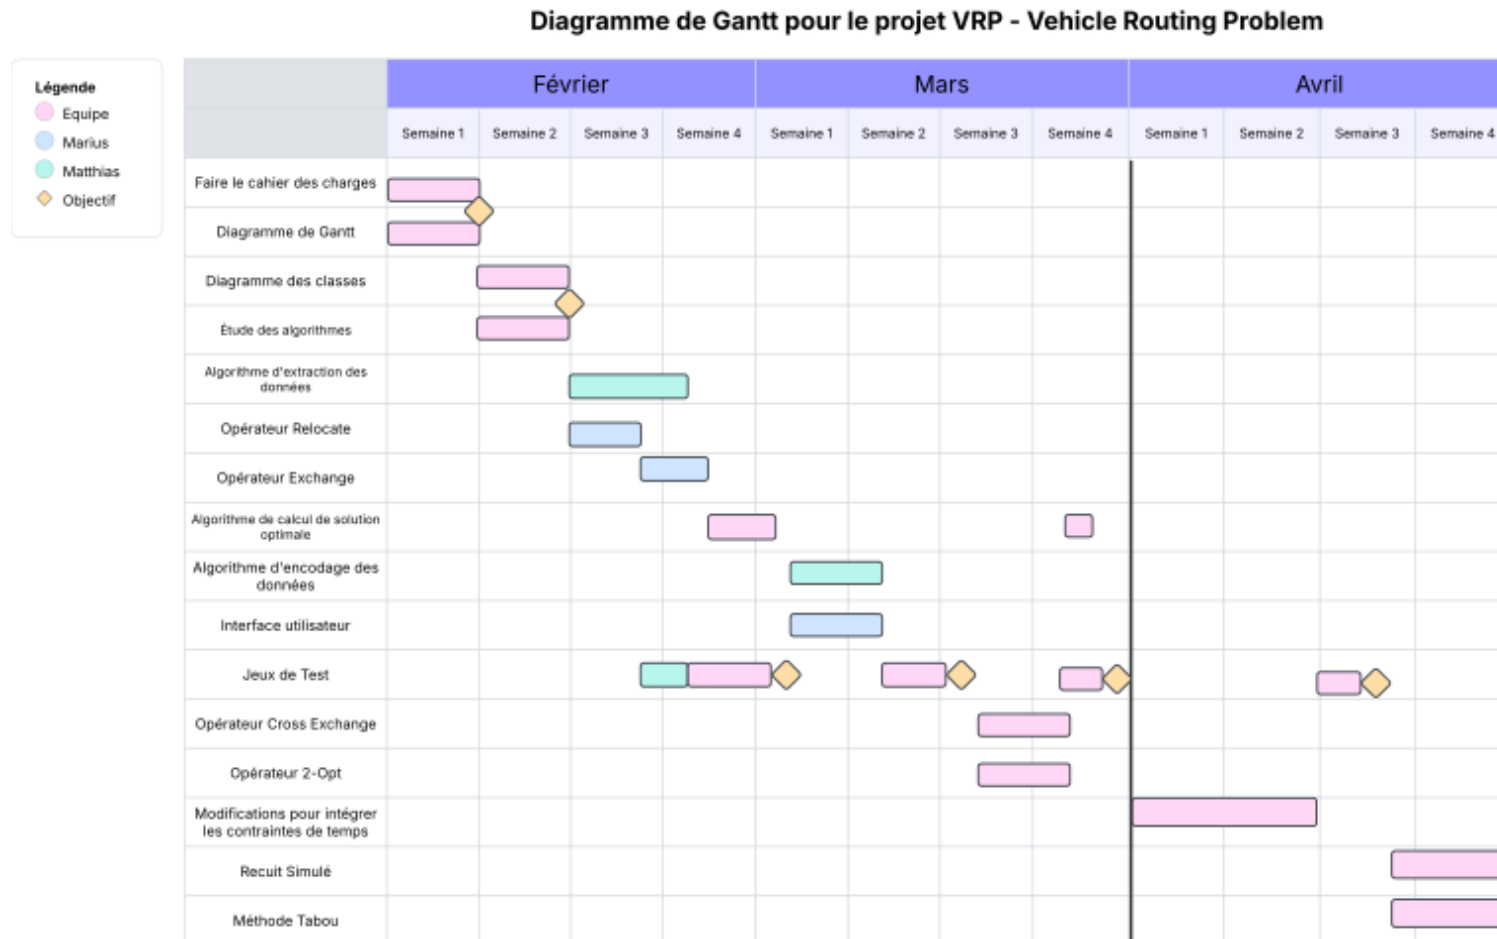 Diagramme de Gantt pour le projet VRP - Vehicle Routing Problem
Légende
Equipe
Marius
Matthias
Objectif
Février
Mars
Avril
Semaine 1
Semaine 2
Semaine 3
Semaine 4
Semaine 1
Semaine 2
Semaine 3
Semaine 4
Semaine 1
Semaine 2
Semaine 3
Semaine 4
Faire le cahier des charges
Diagramme de Gantt
Diagramme des classes
Étude des algorithmes
Algorithme d'extraction des
données
Opérateur Relocate
Opérateur Exchange
Algorithme de calcul de solution
optimale
Algorithme d'encodage des
données
Interface utilisateur
Jeux de Test
Opérateur Cross Exchange
Opérateur 2-Opt
Modifications pour intégrer
les contraintes de temps
Recuit Simulé
Méthode Tabou